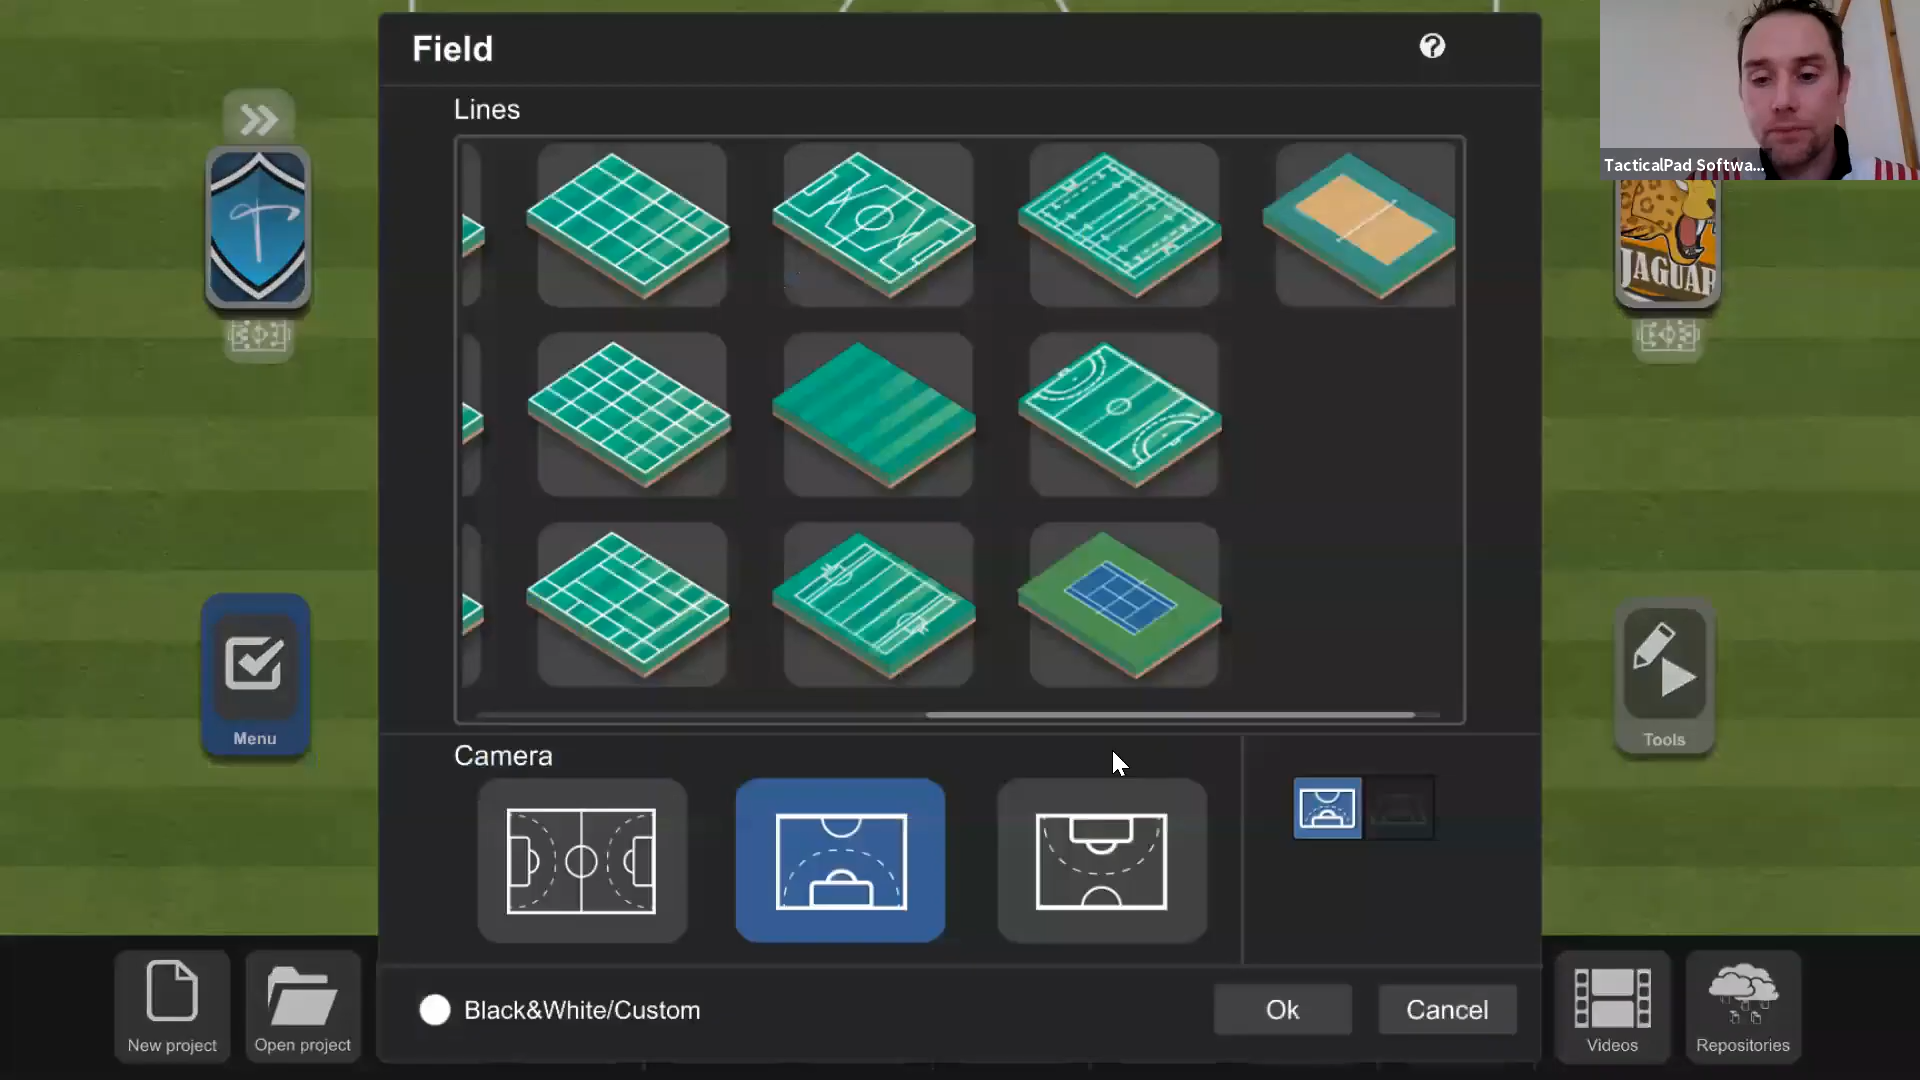 Field
Lines
TacticalPad Softwa...
JAGUAR
Menu
Tools
Camera
Black&White/Custom
Ok
Cancel
New project
Open project
Videos
Repositories